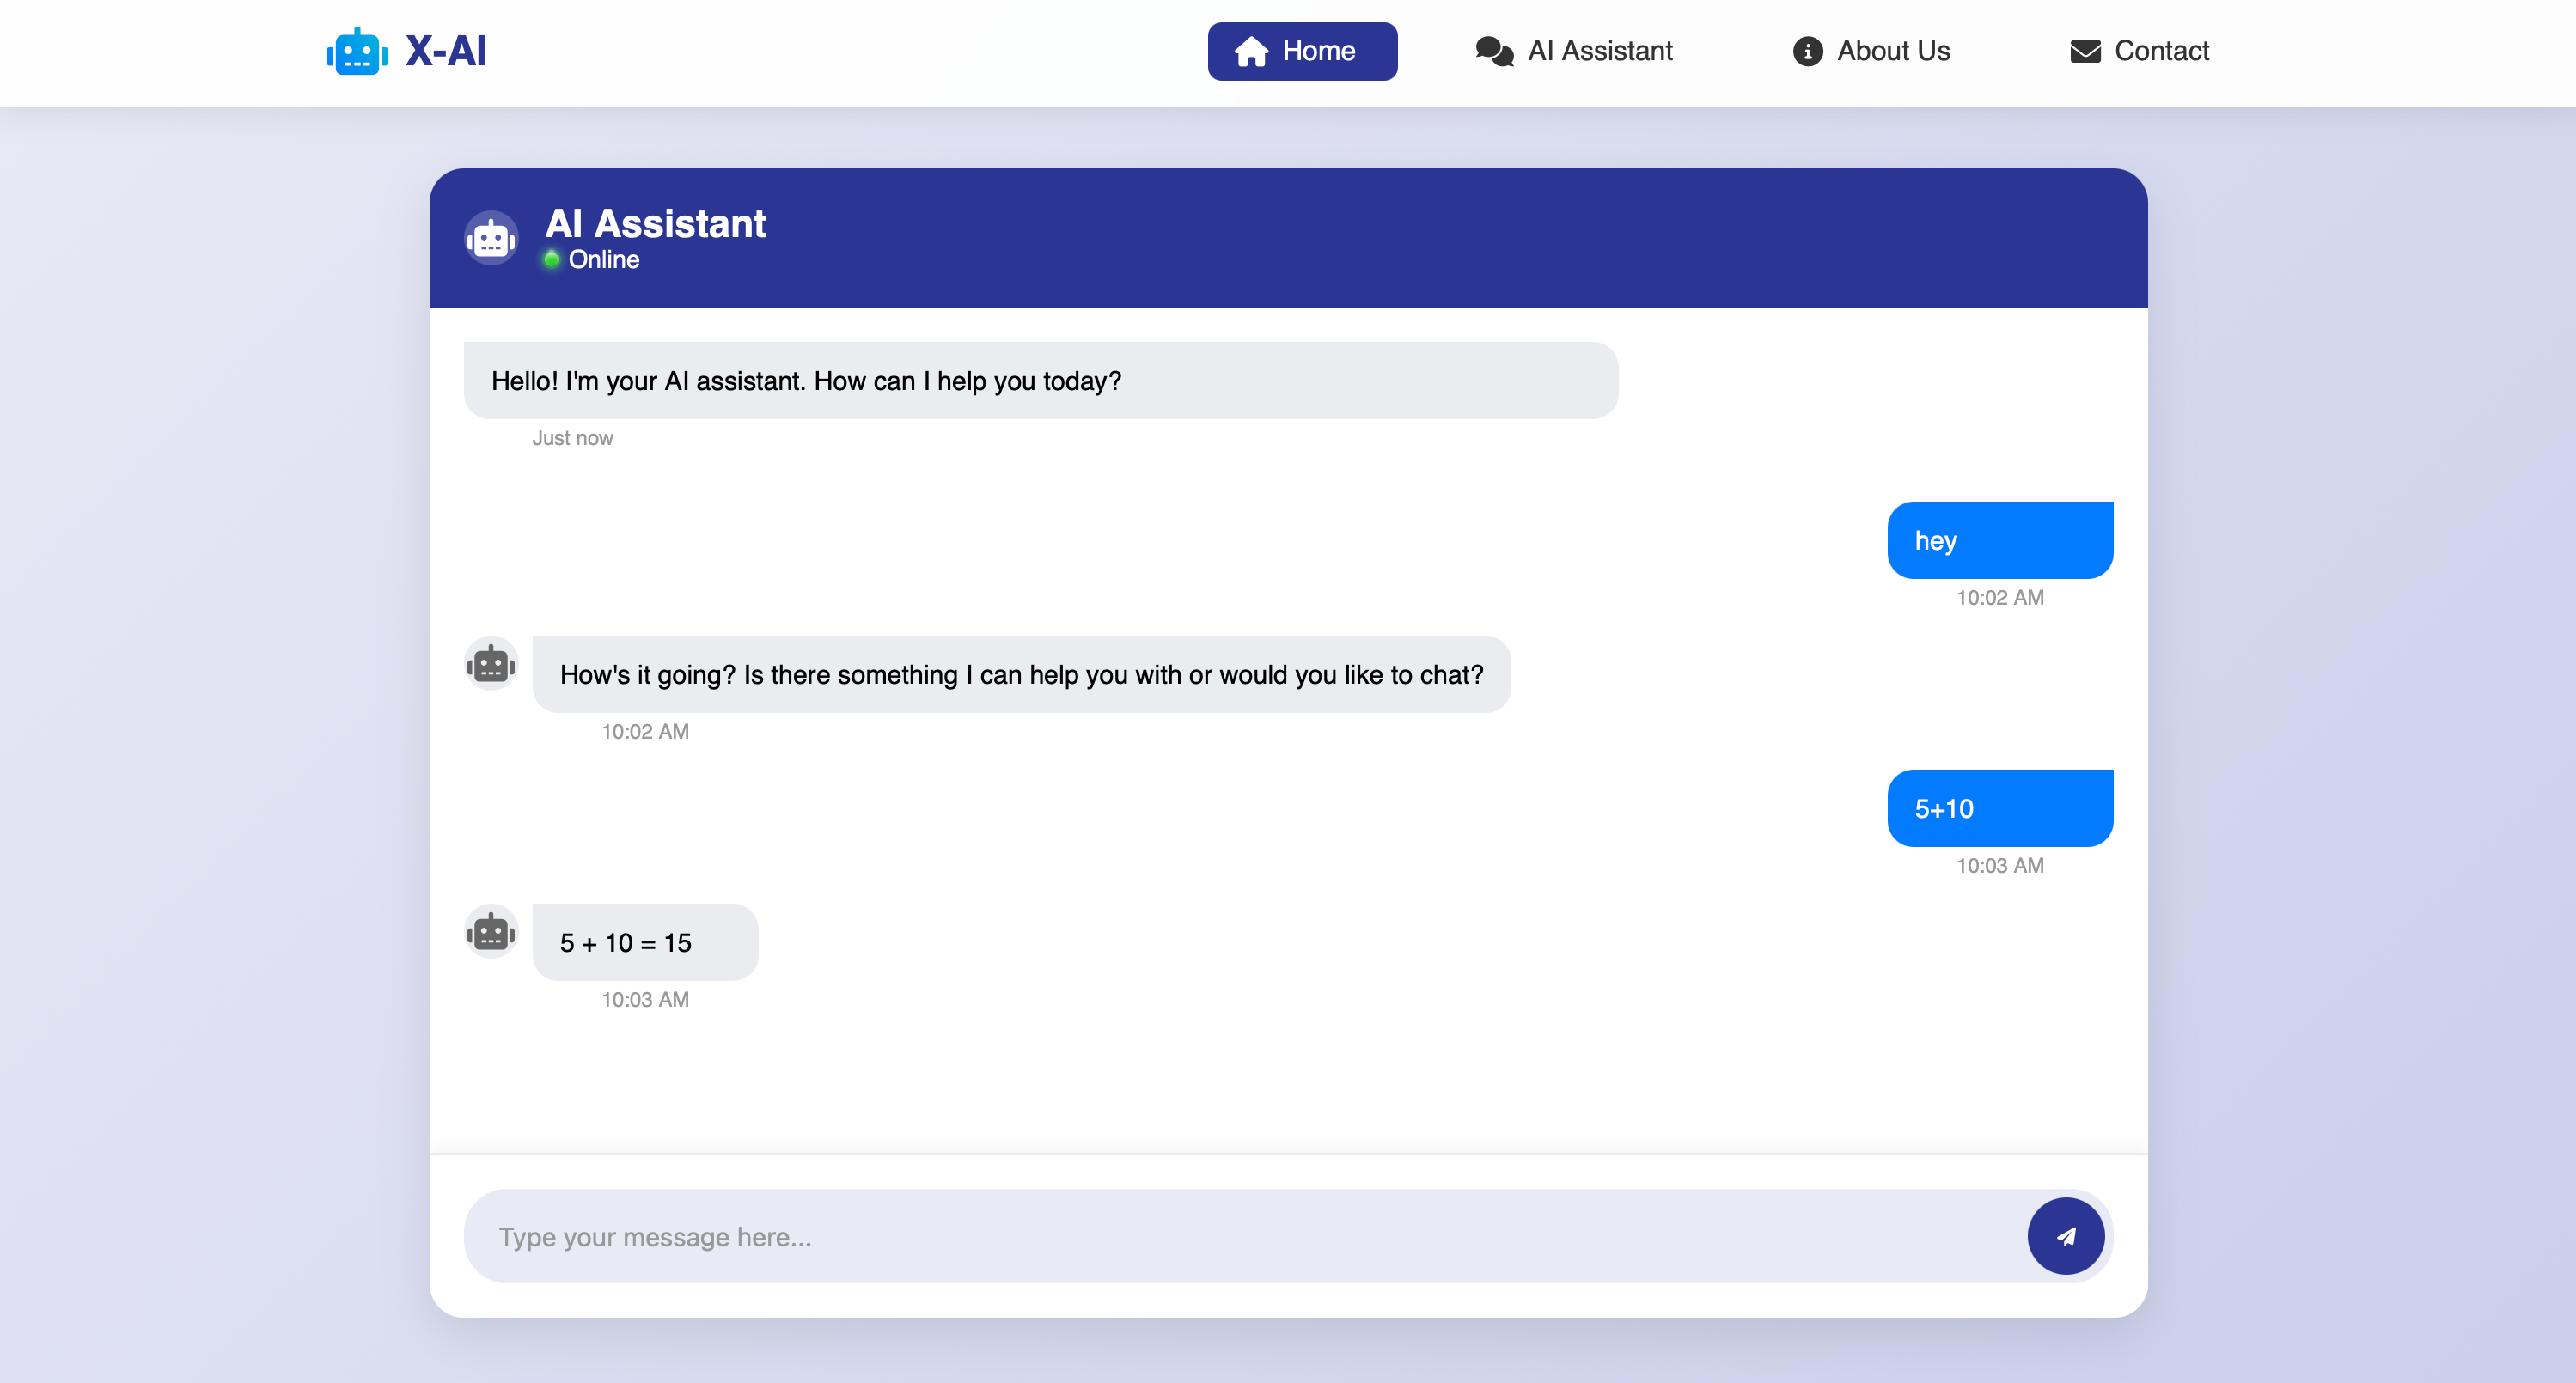 X-AI
Home
AI Assistant
About Us
Contact
AI Assistant
Online
Hello! I'm your AI assistant. How can I help you today?
Just now
hey
10:02 AM
How's it going? Is there something I can help you with or would you like to chat?
10:02 AM
5+10
10:03 AM
5 + 10 = 15
10:03 AM
Type your message here...